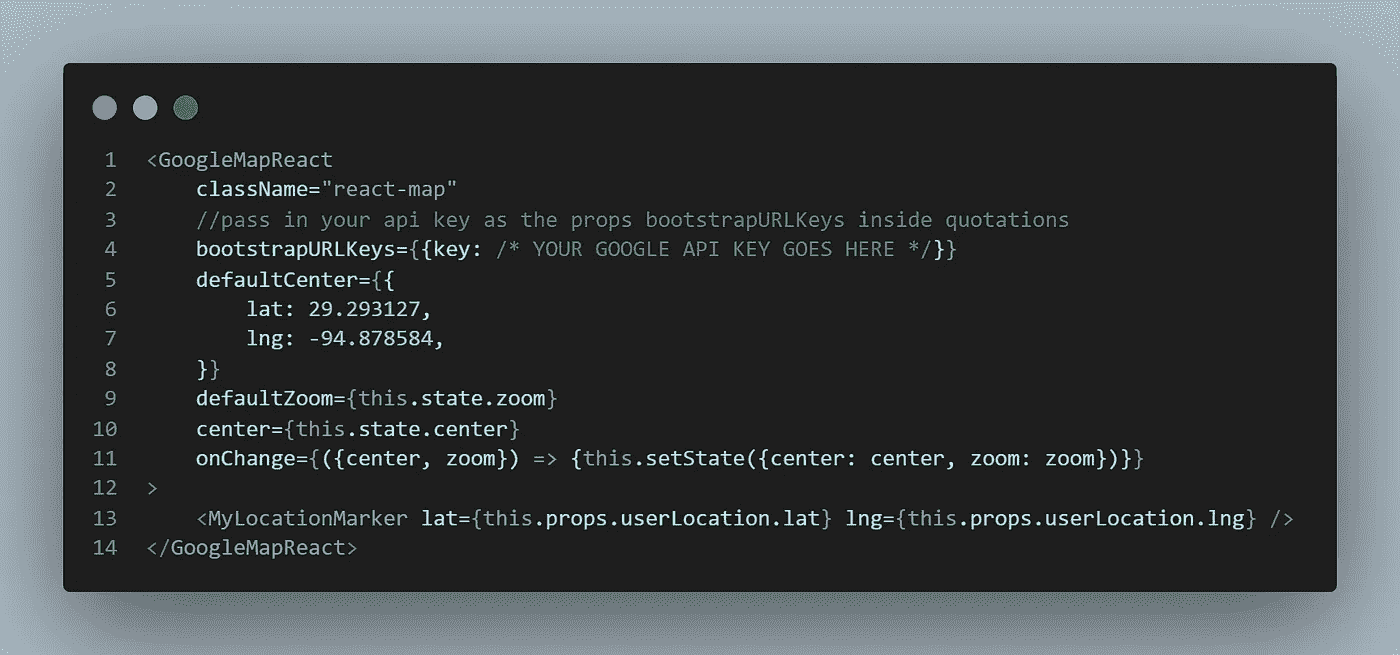 1 <GoogleMapReact
2     className="react-map"
3     //pass in your api key as the props bootstrapURLKeys inside quotations
4     bootstrapURLKeys={{key: /* YOUR GOOGLE API KEY GOES HERE */}}
5     defaultCenter={{
6         lat: 29.293127,
7         lng: -94.878584,
8     }}
9     defaultZoom={this.state.zoom}
10     center={this.state.center}
11     onChange={({center, zoom}) => {this.setState({center: center, zoom: zoom})}}
12 >
13     <MyLocationMarker lat={this.props.userLocation.lat} lng={this.props.userLocation.lng} />
14 </GoogleMapReact>